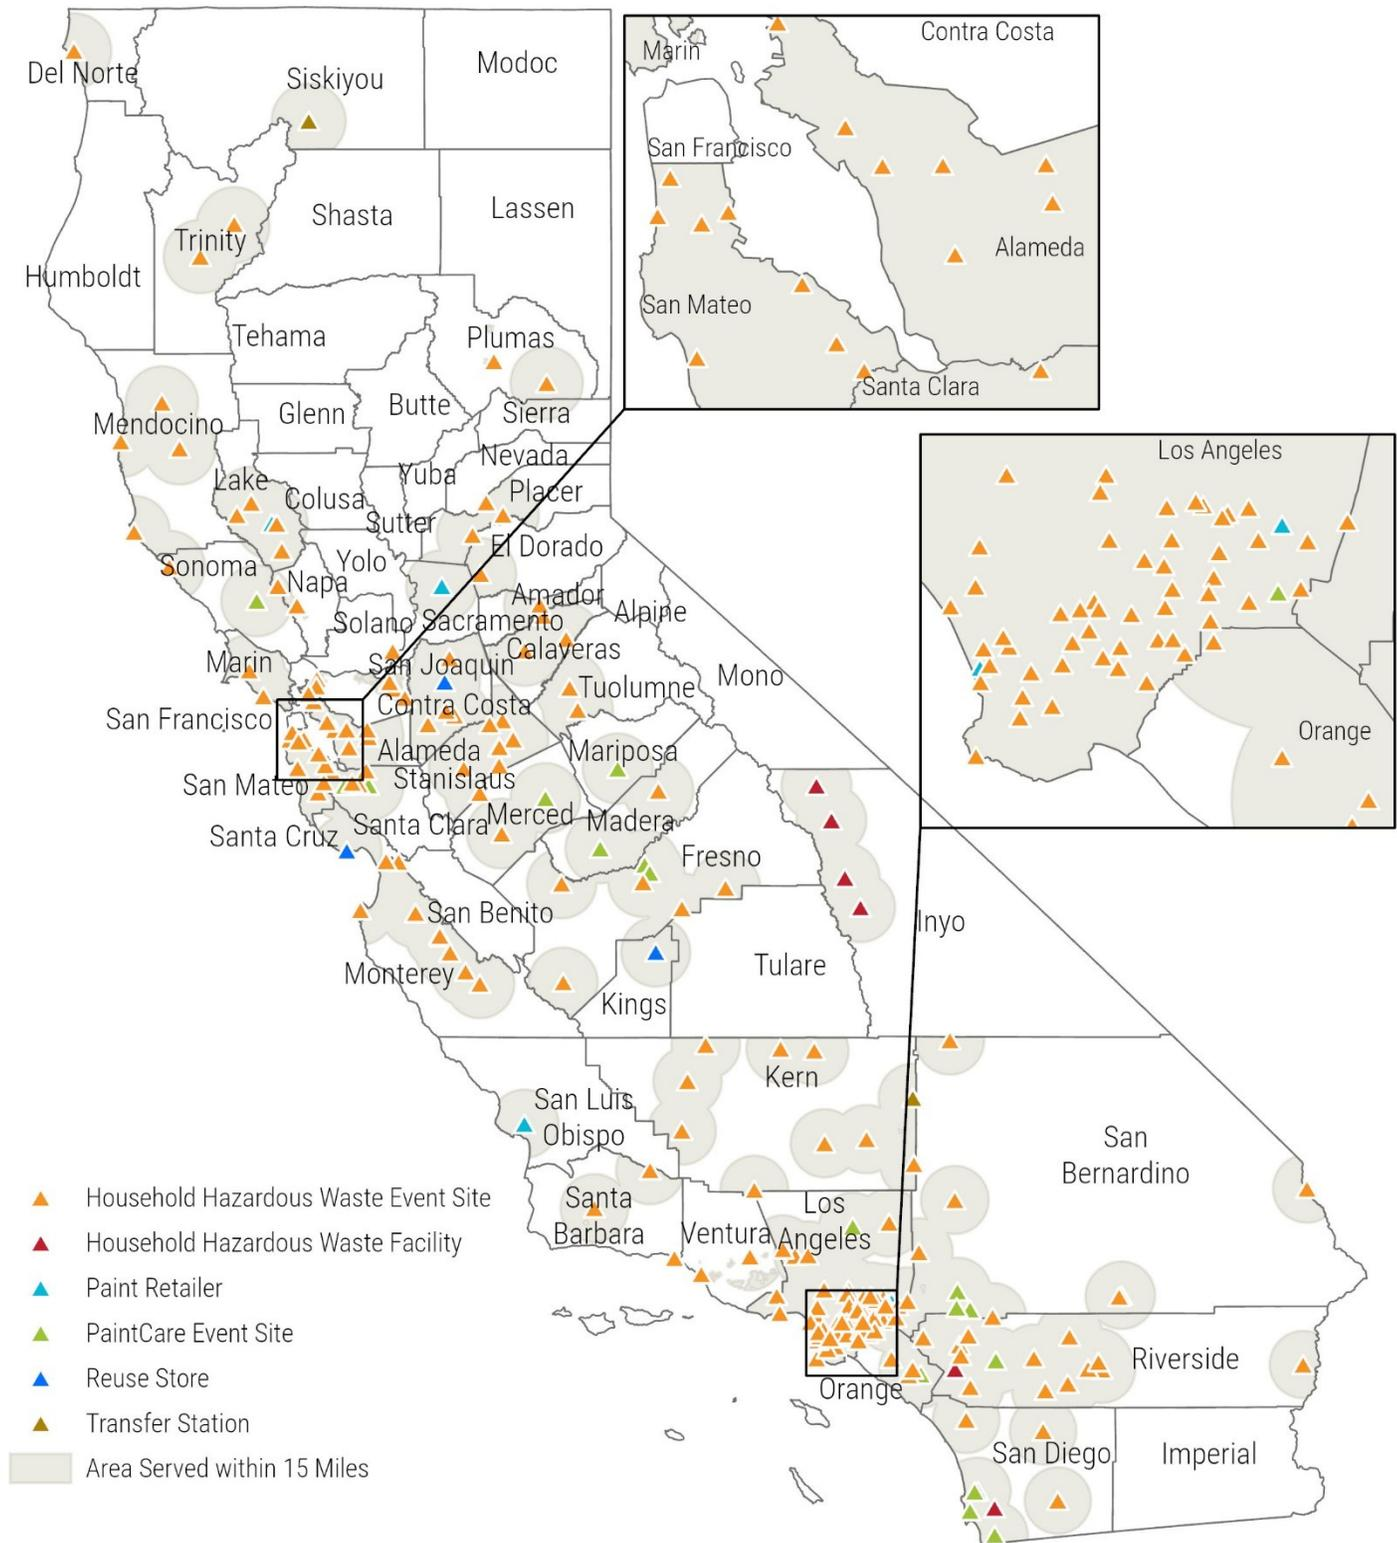 Contra Costa
Marin
Modoc
Del Norte
Siskiyou
San Francisco
Lassen
Shasta
Trinity
Alameda
Humboldt
San Mateo
Tehama
Plumas
Santa Clara
Butte
Glenn
Sierra
Mendocino
Los Angeles
Nevada
Yuba
Lake
Placer
Colusa
Sutter
El Dorado
Yolo
Sonoma
Napa
Amador
Alpine
Solano
Sacramento
Calaveras
Marin
San Joaquin
Mono
Tuolumne
Contra Costa
San Francisco
Orange
Alameda
Mariposa
Stanislaus
San Mateo
Merced
Madera
Santa Clara
Santa Cruz
Fresno
San Benito
Inyo
Tulare
Monterey
Kings
Kern
San Luis
Obispo
San
Bernardino
Santa
Barbara
Los
Angeles
Ventura
Riverside
Orange
San Diego
Imperial
Household Hazardous Waste Event Site
Household Hazardous Waste Facility
Paint Retailer
PaintCare Event Site
Reuse Store
Transfer Station
Area Served within 15 Miles